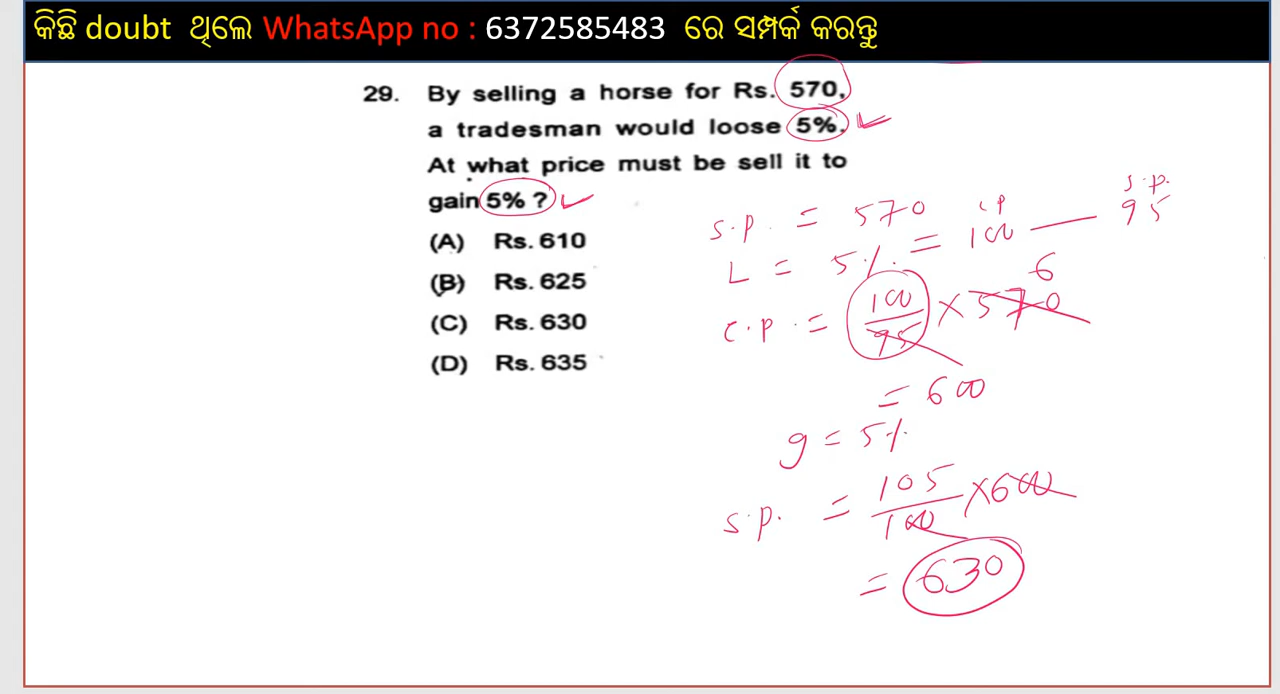 କିଛି doubt ଥିଲେ WhatsApp no : 6372585483 ରେ ସମ୍ପର୍କ କରନ୍ତୁ
29. By selling a horse for Rs. 570,
a tradesman would loose 5%.
At what price must be sell it to
gain 5% ?
(A) Rs. 610
(B) Rs. 625
(C) Rs. 630
(D) Rs. 635
s.p. = 570
L = 5% = 100 — 95
cp s.p.
c.p. = 100/95 × 570 6
= 600
g = 5%
s.p. = 105/100 × 600
= 630